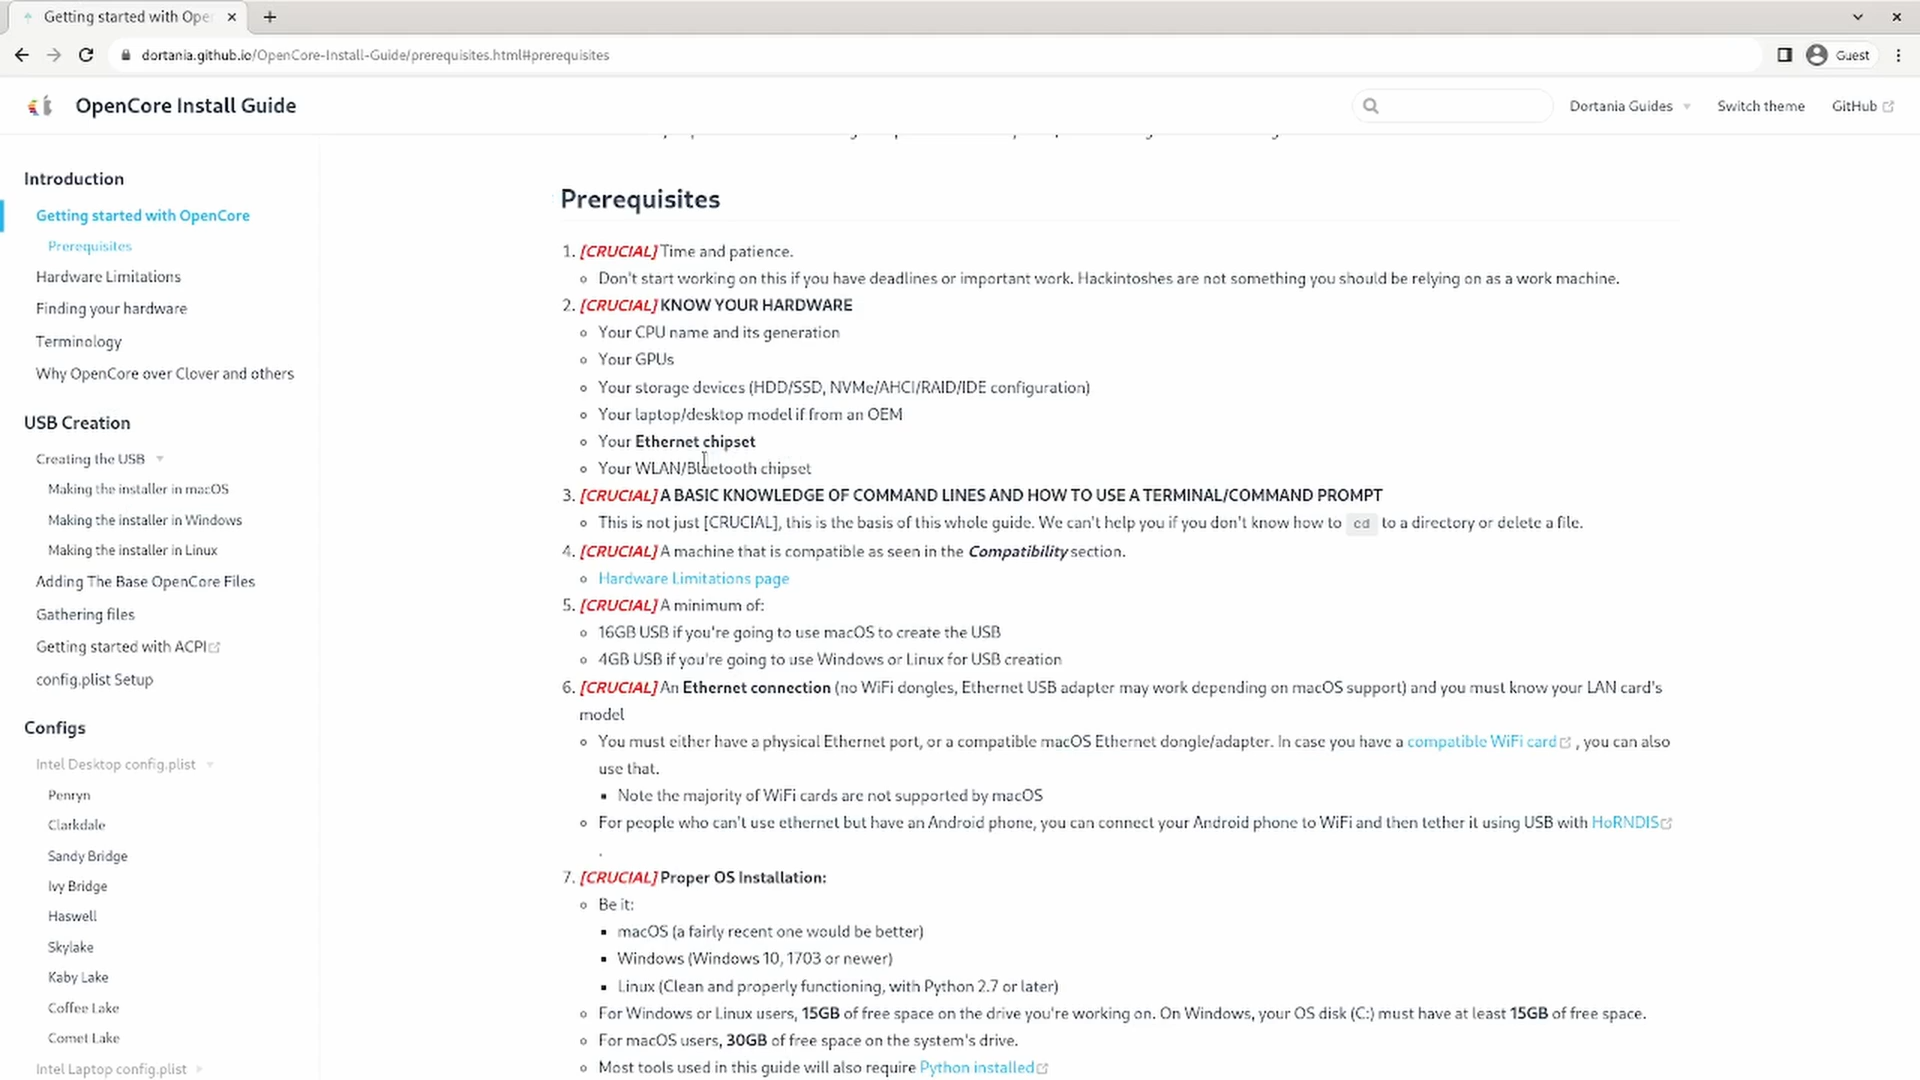 Getting started with Ope
dortania.github.io/OpenCore-Install-Guide/prerequisites.html#prerequisites
Guest
OpenCore Install Guide
Dortania Guides
Switch theme
GitHub
Introduction
Getting started with OpenCore
Prerequisites
Hardware Limitations
Finding your hardware
Terminology
Why OpenCore over Clover and others
USB Creation
Creating the USB
Making the installer in macOS
Making the installer in Windows
Making the installer in Linux
Adding The Base OpenCore Files
Gathering files
Getting started with ACPI
config.plist Setup
Configs
Intel Desktop config.plist
Penryn
Clarkdale
Sandy Bridge
Ivy Bridge
Haswell
Skylake
Kaby Lake
Coffee Lake
Comet Lake
Intel Laptop config.plist
Prerequisites
1. [CRUCIAL] Time and patience.
Don't start working on this if you have deadlines or important work. Hackintoshes are not something you should be relying on as a work machine.
2. [CRUCIAL] KNOW YOUR HARDWARE
Your CPU name and its generation
Your GPUs
Your storage devices (HDD/SSD, NVMe/AHCI/RAID/IDE configuration)
Your laptop/desktop model if from an OEM
Your Ethernet chipset
Your WLAN/Bluetooth chipset
3. [CRUCIAL] A BASIC KNOWLEDGE OF COMMAND LINES AND HOW TO USE A TERMINAL/COMMAND PROMPT
This is not just [CRUCIAL], this is the basis of this whole guide. We can't help you if you don't know how to cd to a directory or delete a file.
4. [CRUCIAL] A machine that is compatible as seen in the Compatibility section.
Hardware Limitations page
5. [CRUCIAL] A minimum of:
16GB USB if you're going to use macOS to create the USB
4GB USB if you're going to use Windows or Linux for USB creation
6. [CRUCIAL] An Ethernet connection (no WiFi dongles, Ethernet USB adapter may work depending on macOS support) and you must know your LAN card's
model
You must either have a physical Ethernet port, or a compatible macOS Ethernet dongle/adapter. In case you have a compatible WiFi card , you can also
use that.
Note the majority of WiFi cards are not supported by macOS
For people who can't use ethernet but have an Android phone, you can connect your Android phone to WiFi and then tether it using USB with HoRNDIS
.
7. [CRUCIAL] Proper OS Installation:
Be it:
macOS (a fairly recent one would be better)
Windows (Windows 10, 1703 or newer)
Linux (Clean and properly functioning, with Python 2.7 or later)
For Windows or Linux users, 15GB of free space on the drive you're working on. On Windows, your OS disk (C:) must have at least 15GB of free space.
For macOS users, 30GB of free space on the system's drive.
Most tools used in this guide will also require Python installed